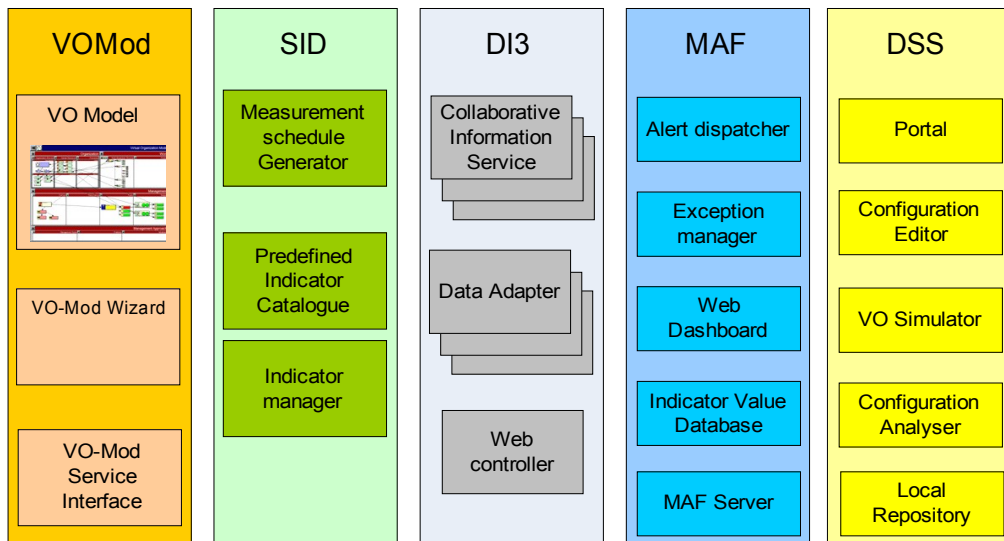 VOMod
VO Model
VO-Mod Wizard
VO-Mod
Service
Interface
SID
Measurement
schedule
Generator
Predefined
Indicator
Catalogue
Indicator
manager
DI3
Collaborative
Information
Service
Data Adapter
Web
controller
MAF
Alert dispatcher
Exception
manager
Web
Dashboard
Indicator Value
Database
MAF Server
DSS
Portal
Configuration
Editor
VO Simulator
Configuration
Analyser
Local
Repository